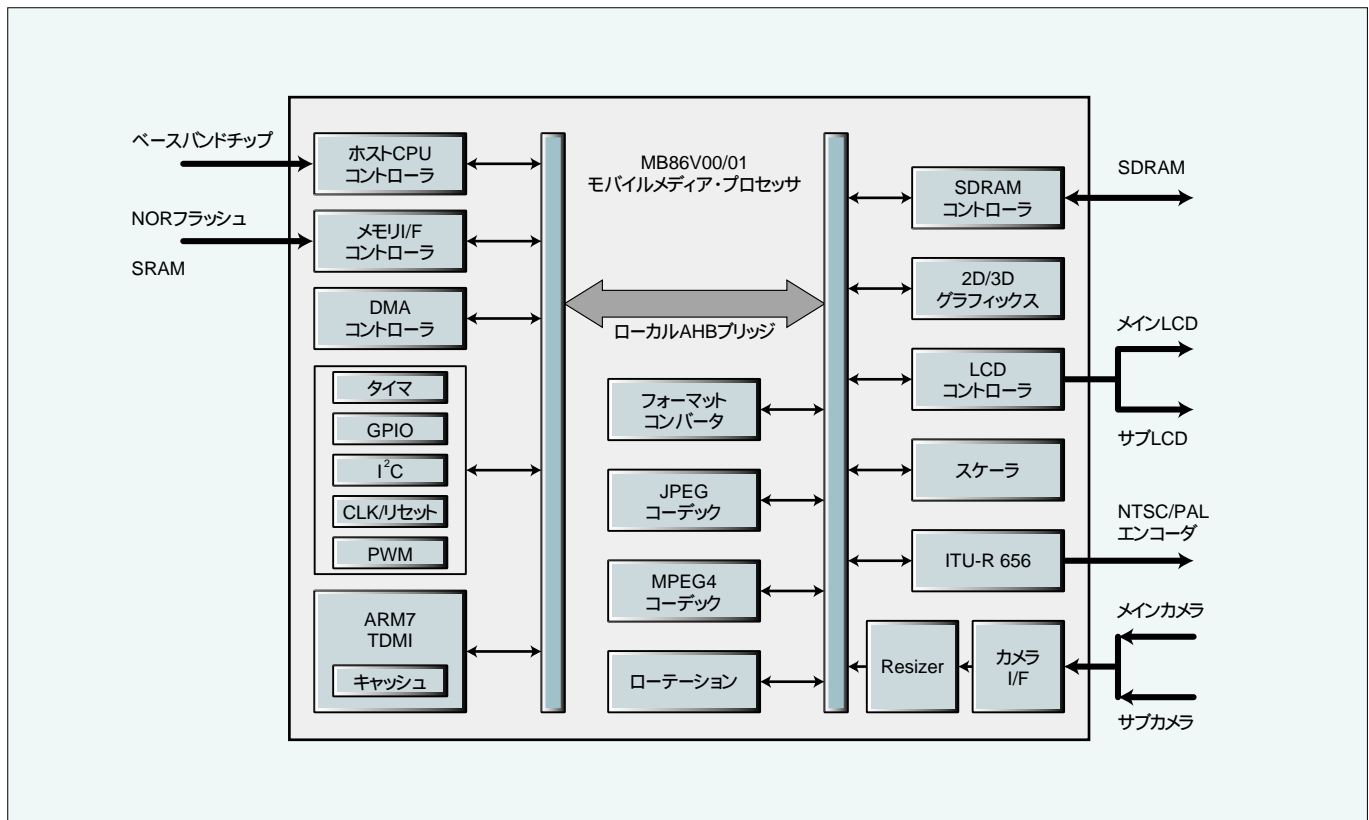 ベースバンドチップ
NORフラッシュ
SRAM
ホストCPU
コントローラ
メモリI/F
コントローラ
DMA
コントローラ
タイマ
GPIO
I²C
CLK/リセット
PWM
ARM7
TDMI
キャッシュ
MB86V00/01
モバイルメディア・プロセッサ
ローカルAHBブリッジ
フォーマット
コンバータ
JPEG
コーデック
MPEG4
コーデック
ローテーション
SDRAM
コントローラ
2D/3D
グラフィックス
LCD
コントローラ
スケーラ
ITU-R 656
Resizer
カメラ
I/F
SDRAM
メインLCD
サブLCD
NTSC/PAL
エンコーダ
メインカメラ
サブカメラ